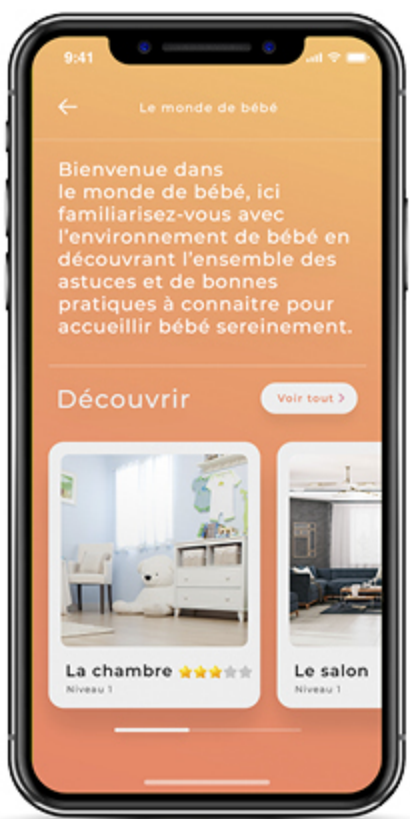 9:41
Le monde de bébé
Bienvenue dans
le monde de bébé, ici
familiarisez-vous avec
l'environnement de bébé en
découvrant l'ensemble des
astuces et de bonnes
pratiques à connaitre pour
accueillir bébé sereinement.
Découvrir
Voir tout
La chambre
Niveau 1
Le salon
Niveau 1